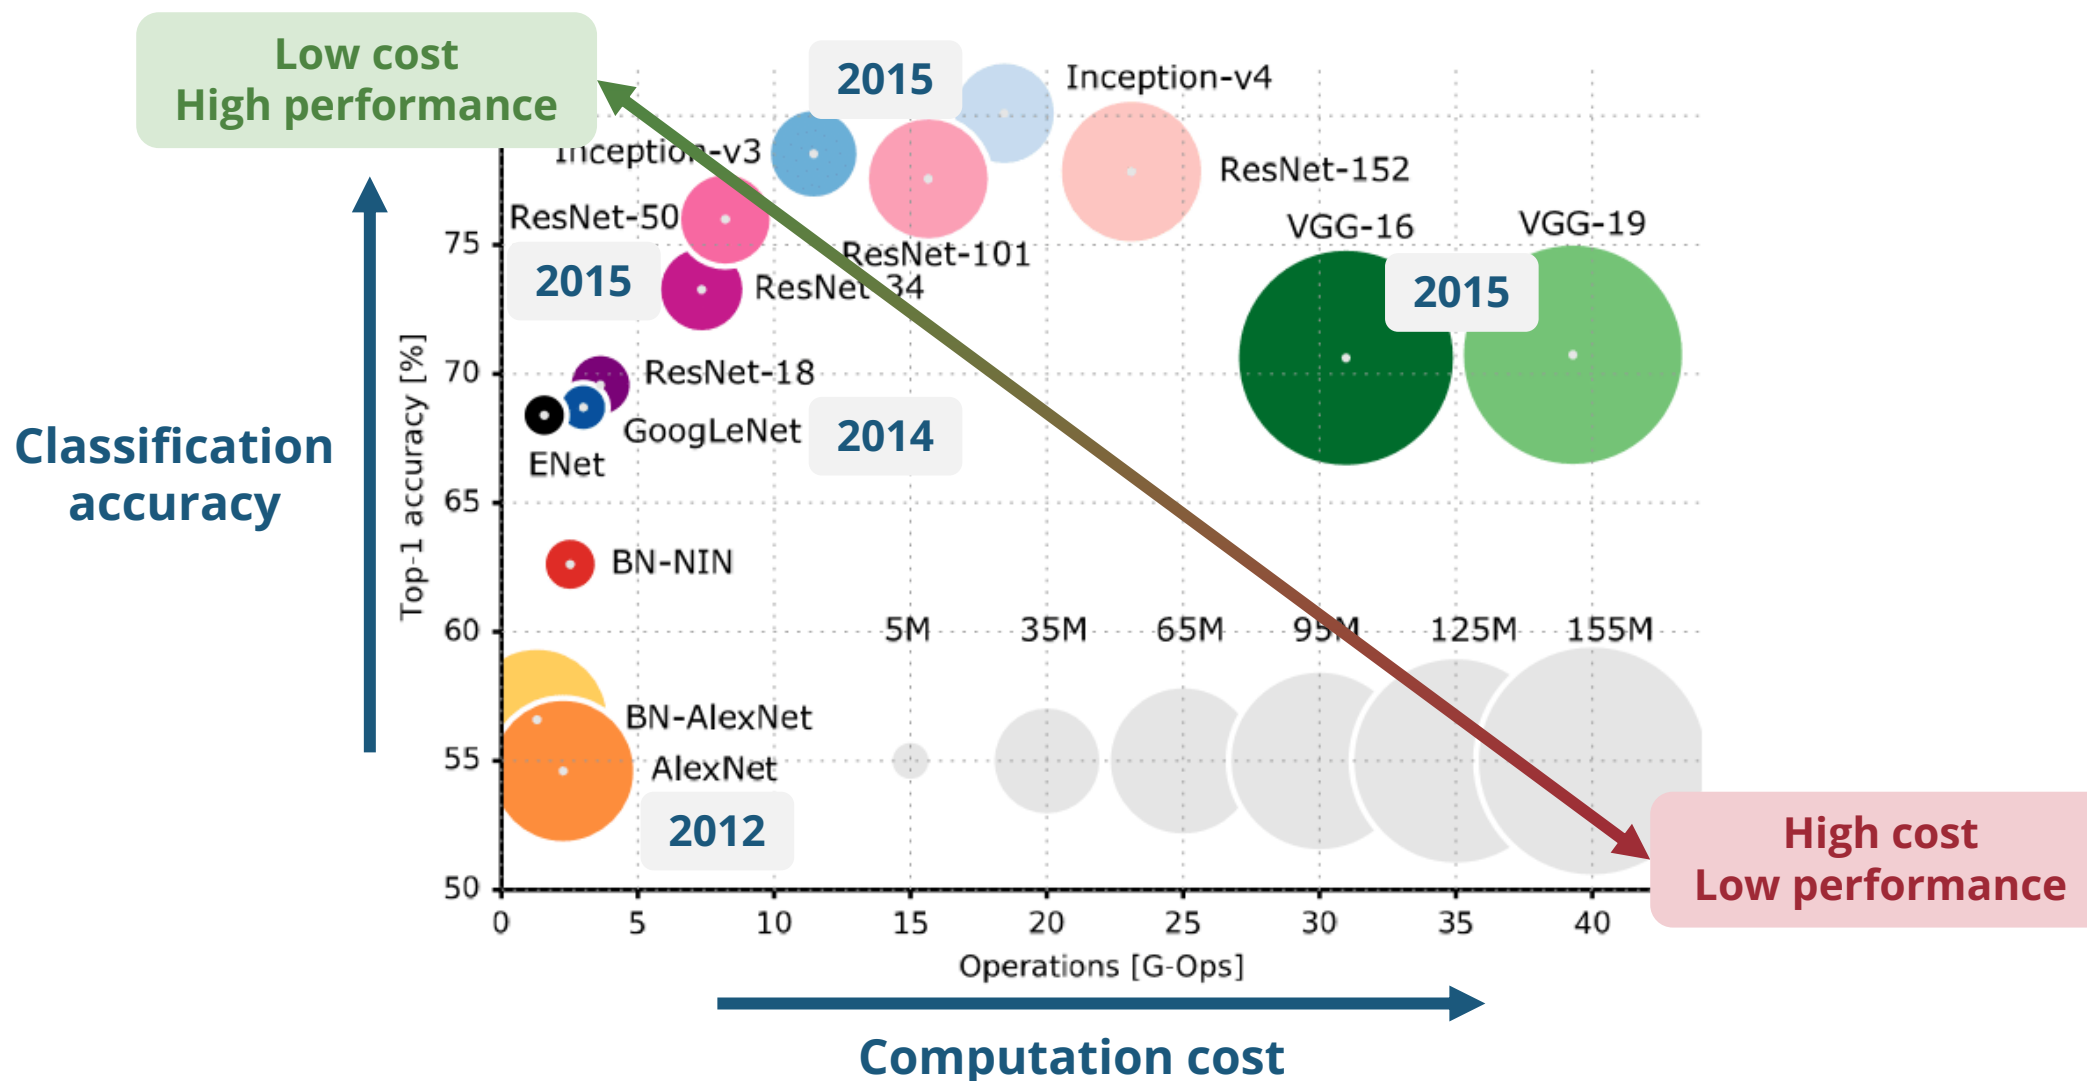 Low cost
High performance
2015
Inception-v4
Inception-v3
ResNet-152
ResNet-50
VGG-16
VGG-19
75
ResNet-101
2015
ResNet-34
2015
70
ResNet-18
GoogLeNet
2014
ENet
Classification
accuracy
Top-1 accuracy [%]
65
BN-NIN
60
5M
35M
65M
95M
125M
155M
BN-AlexNet
55
AlexNet
2012
High cost
Low performance
50
0
5
10
15
20
25
30
35
40
Operations [G-Ops]
Computation cost